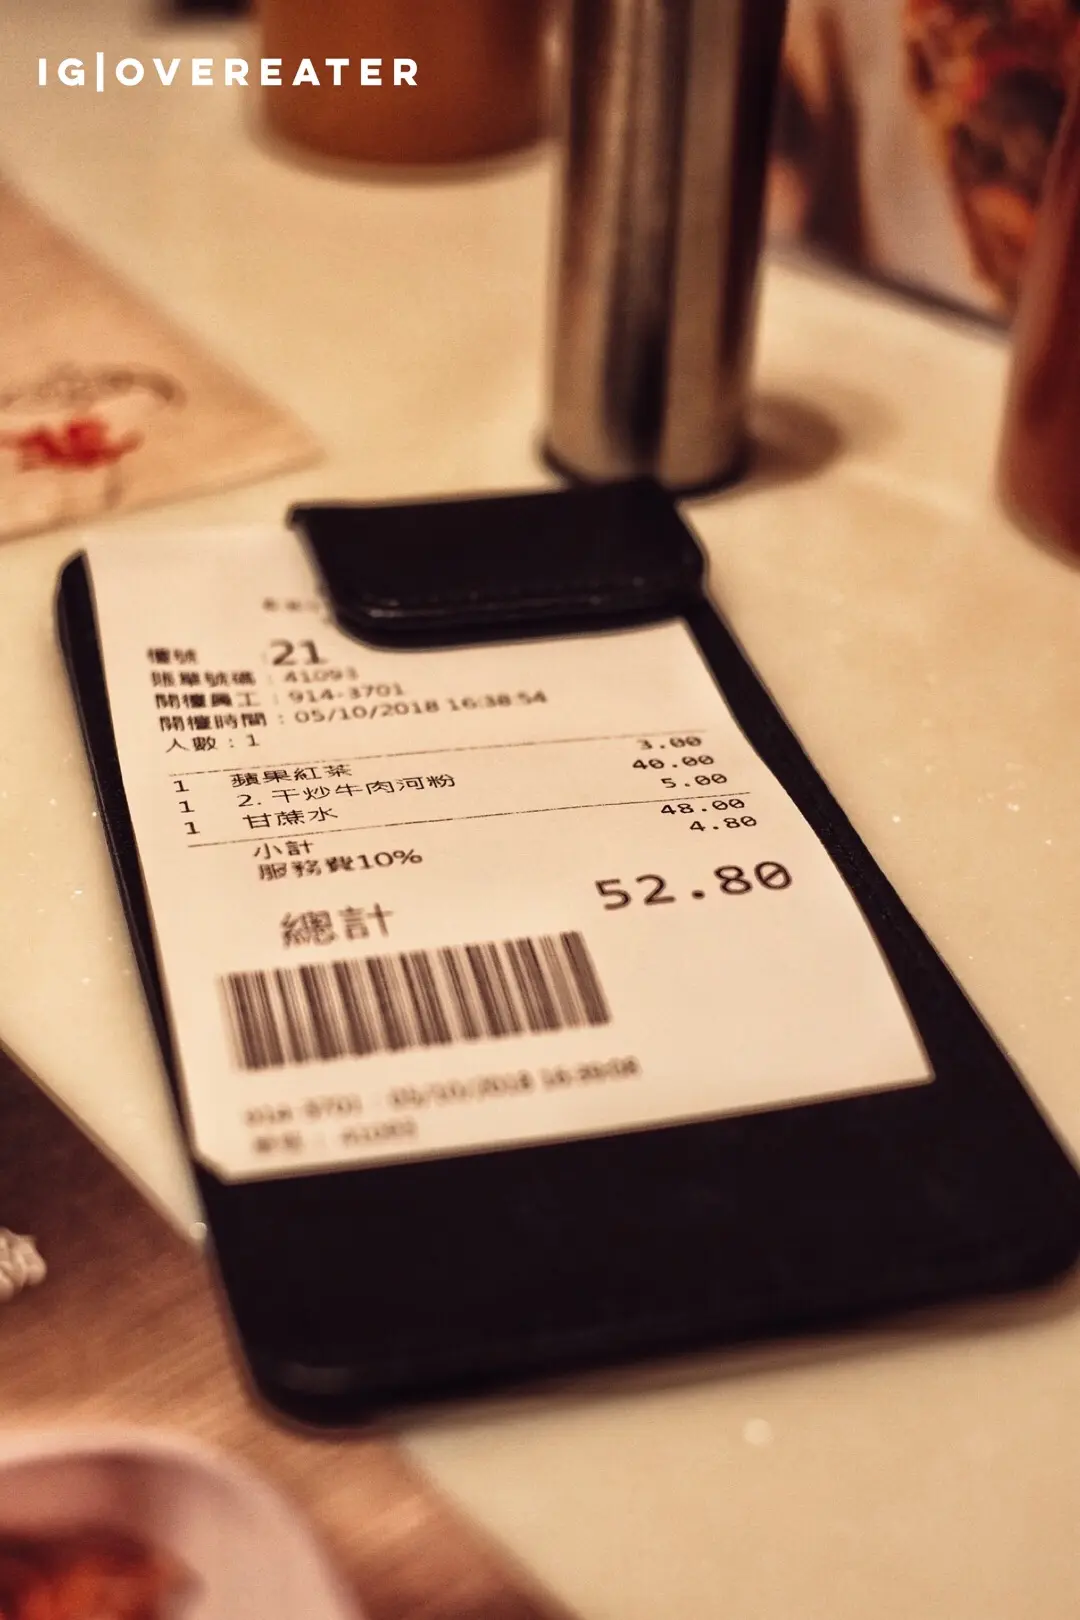 IG|OVEREATER
檯號 : 21
賬單號碼 : 41093
開檯員工 : 914-3701
開檯時間 : 05/10/2018 16:38:54
人數 : 1
1 蘋果紅茶 3.00
1 2. 干炒牛肉河粉 40.00
1 甘蔗水 5.00
小計 48.00
服務費10% 4.80
總計 52.80
05/10/2018